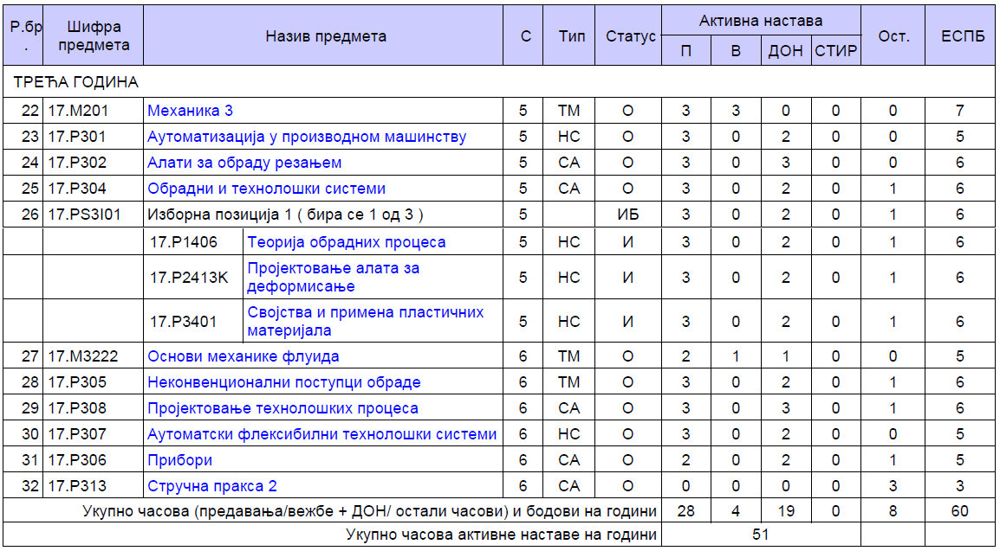 Р.бр. Шифра предмета Назив предмета С Тип Статус Активна настава Ост. ЕСПБ
П В ДОН СТИР
ТРЕЋА ГОДИНА
22 17.M201 Механика 3 5 ТМ О 3 3 0 0 0 7
23 17.P301 Аутоматизација у производном машинству 5 НС О 3 0 2 0 0 5
24 17.P302 Алати за обраду резањем 5 СА О 3 0 3 0 0 6
25 17.P304 Обрадни и технолошки системи 5 СА О 3 0 2 0 1 6
26 17.PS3I01 Изборна позиција 1 ( бира се 1 од 3 ) 5 ИБ 3 0 2 0 1 6
17.P1406 Теорија обрадних процеса 5 НС И 3 0 2 0 1 6
17.P2413K Пројектовање алата за
деформисање 5 НС И 3 0 2 0 1 6
17.P3401 Својства и примена пластичних
материјала 5 НС И 3 0 2 0 1 6
27 17.M3222 Основи механике флуида 6 ТМ О 2 1 1 0 0 5
28 17.P305 Неконвенционални поступци обраде 6 ТМ О 3 0 2 0 1 6
29 17.P308 Пројектовање технолошких процеса 6 СА О 3 0 3 0 1 6
30 17.P307 Аутоматски флексибилни технолошки системи 6 НС О 3 0 2 0 0 5
31 17.P306 Прибори 6 СА О 2 0 2 0 1 5
32 17.P313 Стручна пракса 2 6 СА О 0 0 0 0 3 3
Укупно часова (предавања/вежбе + ДОН/ остали часови) и бодови на години 28 4 19 0 8 60
Укупно часова активне наставе на години 51